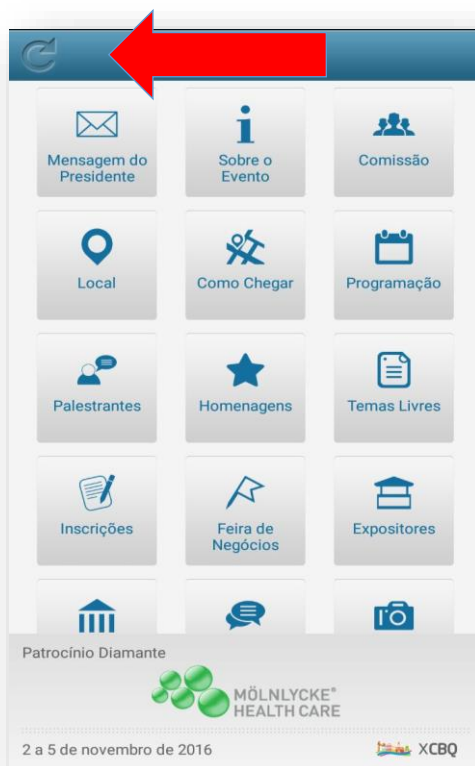 Mensagem do
Presidente
Sobre o
Evento
Comissão
Local
Como Chegar
Programação
Palestrantes
Homenagens
Temas Livres
Inscrições
Feira de
Negócios
Expositores
Patrocínio Diamante
MÖLNLYCKE®
HEALTH CARE
2 a 5 de novembro de 2016
XCBQ